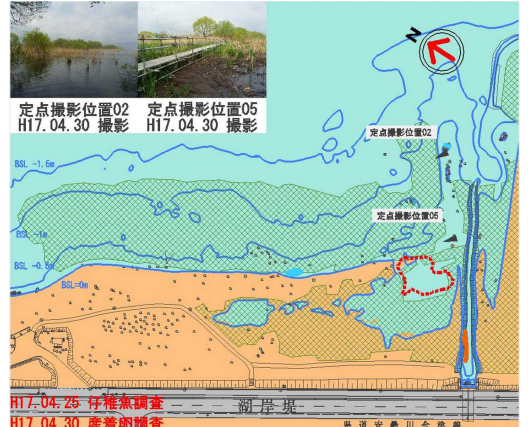 定点撮影位置02
H17.04.30 撮影
定点撮影位置05
H17.04.30 撮影
N
定点撮影位置02
BSL -1.5m
定点撮影位置05
BSL -1m
BSL -0.5m
BSL=0m
H17.04.25 仔稚魚調査
湖岸堤
H17.04.30 産着卵調査